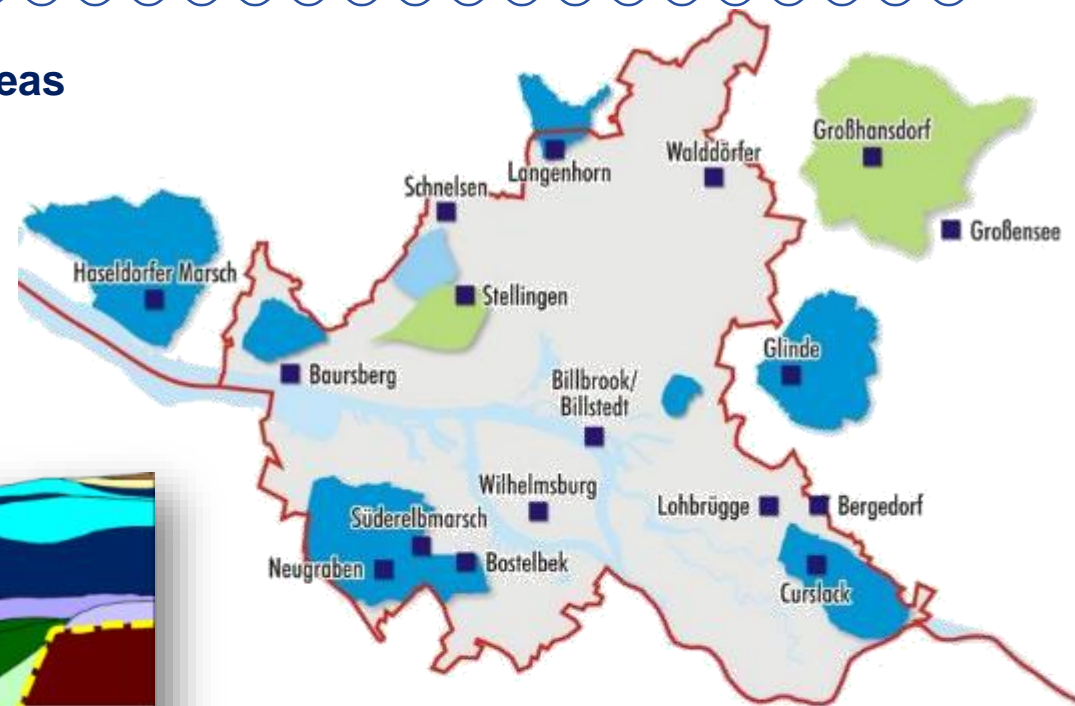 eas
Großhansdorf
Walddörfer
Langenhorn
Schnelsen
Großensee
Haseldorfer Marsch
Stellingen
Glinde
Baursberg
Billbrook/
Billstedt
Wilhelmsburg
Lohbrügge
Bergedorf
Süderelbmarsch
Neugraben
Bostelbek
Curslack